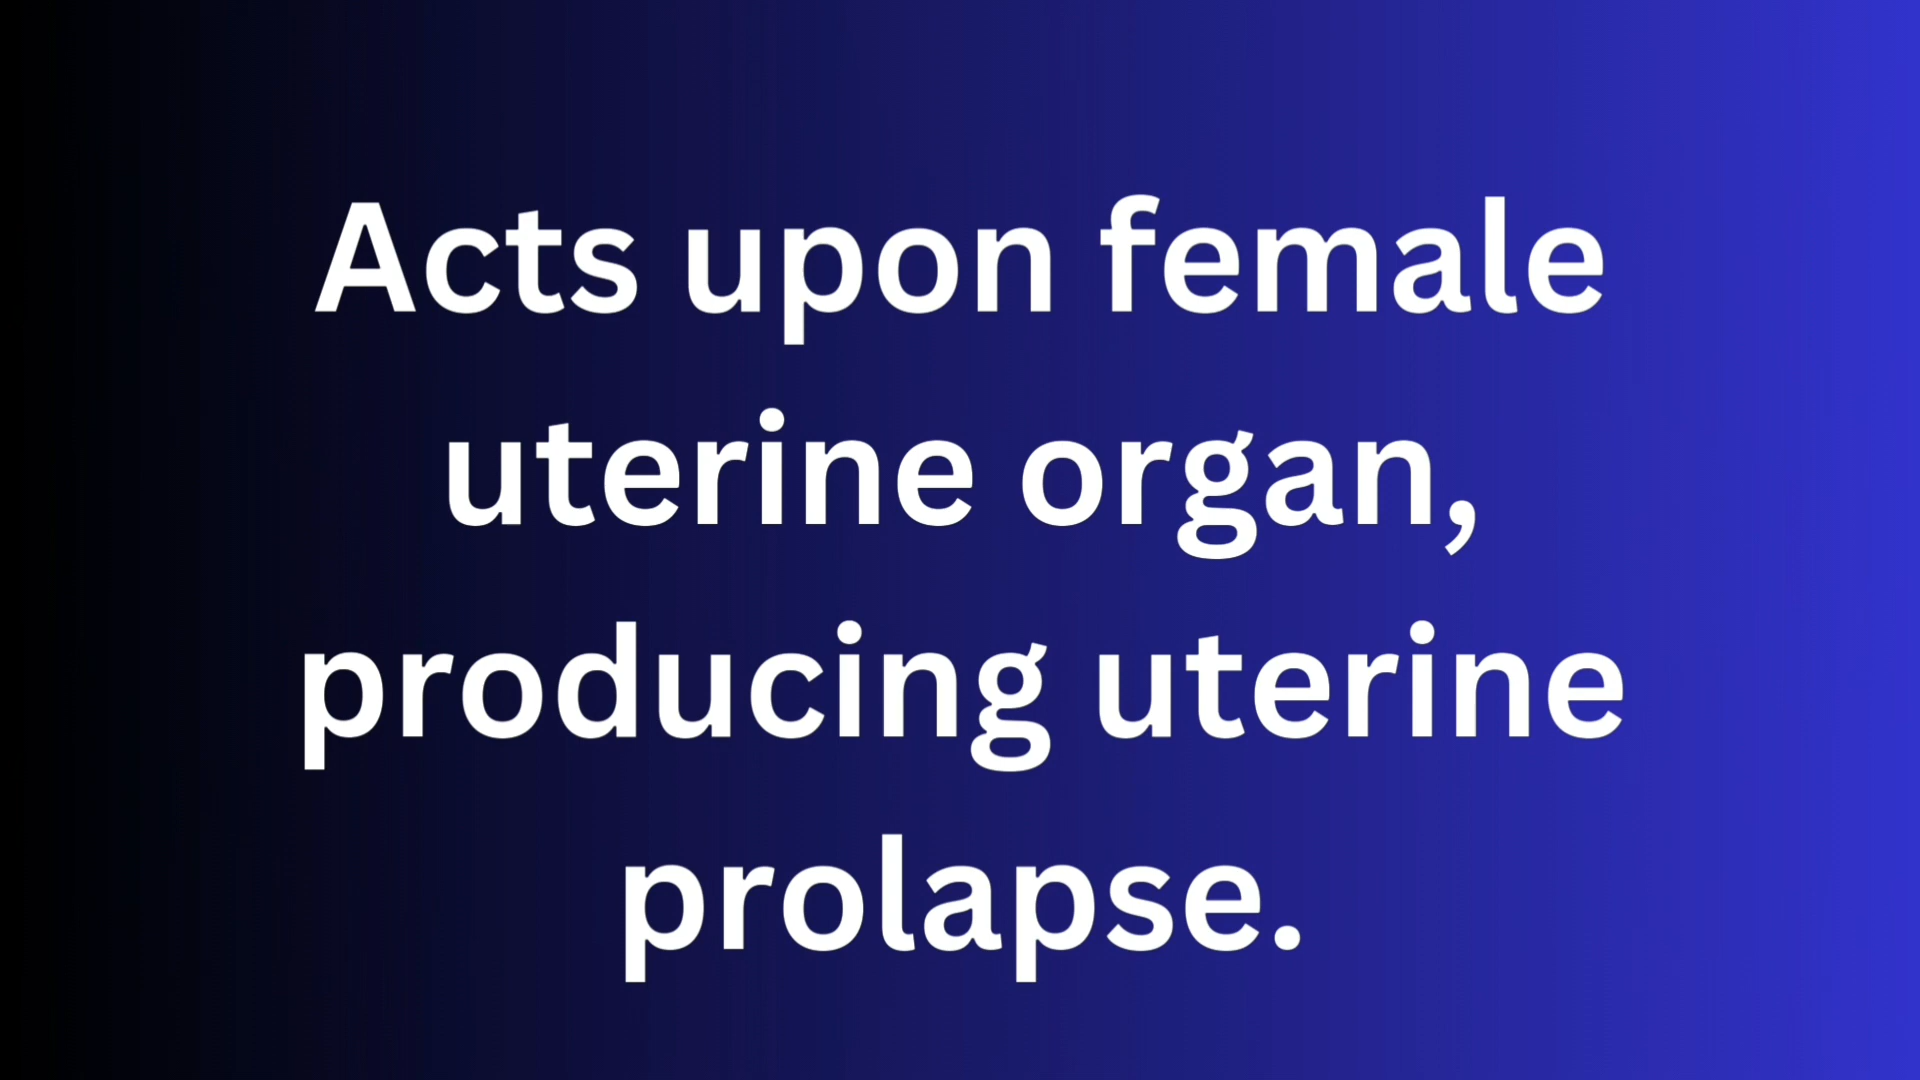 Acts upon female
uterine organ,
producing uterine
prolapse.